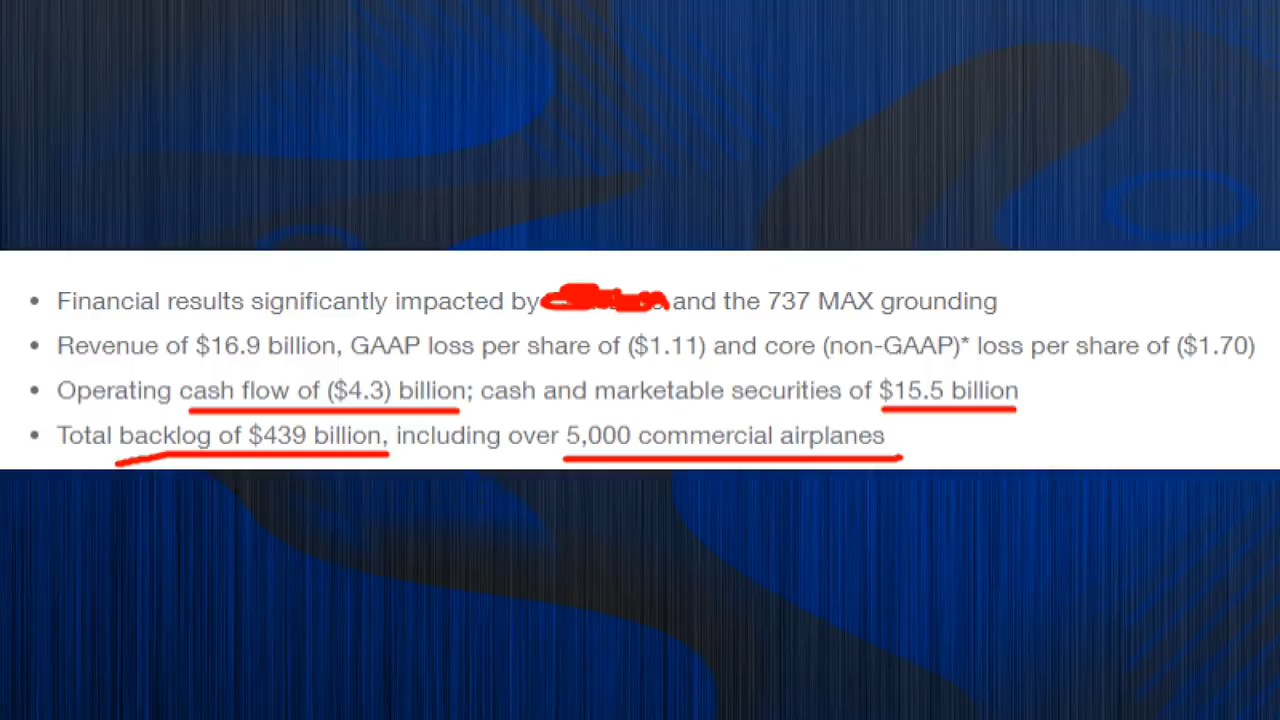 Financial results significantly impacted by and the 737 MAX grounding
Revenue of $16.9 billion, GAAP loss per share of ($1.11) and core (non-GAAP)* loss per share of ($1.70)
Operating cash flow of ($4.3) billion; cash and marketable securities of $15.5 billion
Total backlog of $439 billion, including over 5,000 commercial airplanes